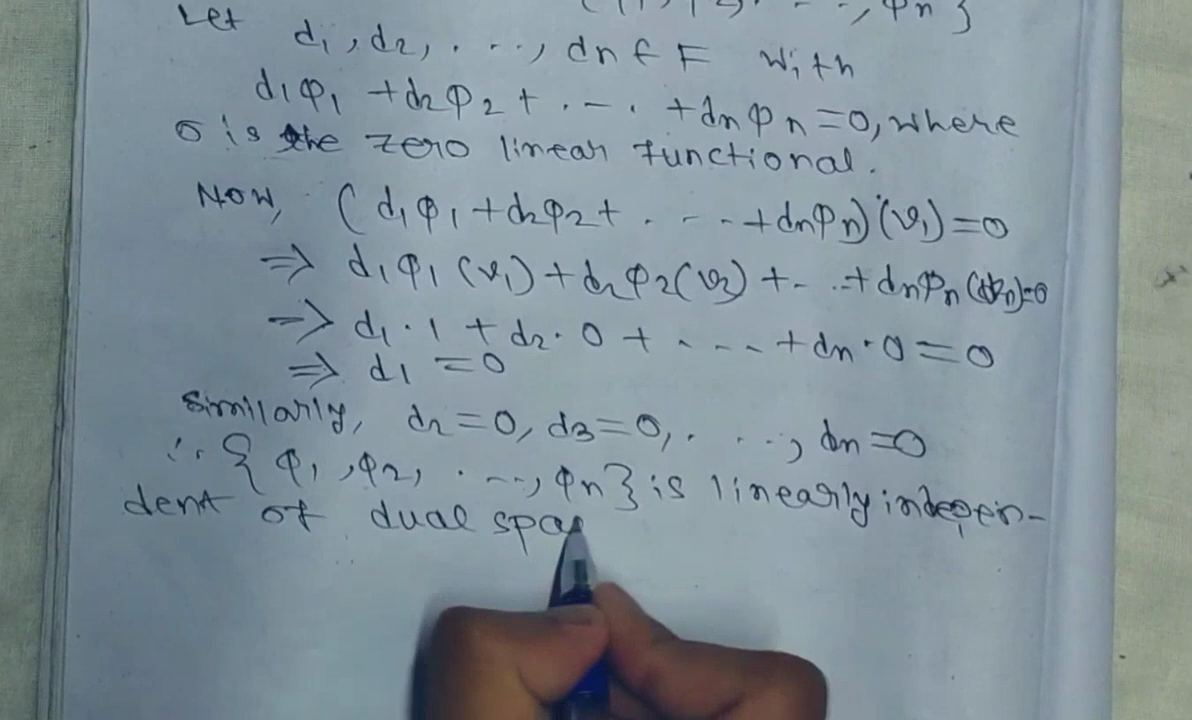 Let
..., φn}
d1, d2, . . . ., dn ∈ F with
d1φ1 + d2φ2 + . . . . + dnφn = 0, where
0 is the zero linear functional.
Now, (d1φ1 + d2φ2 + . . . . + dnφn)(v1) = 0
⇒ d1φ1(v1) + d2φ2(v2) + . . . + dnφn(vn) = 0
⇒ d1 · 1 + d2 · 0 + . . . . + dn · 0 = 0
⇒ d1 = 0
Similarly, d2 = 0, d3 = 0, . . . ., dn = 0
∴ {φ1, φ2, . . . ., φn} is linearly indepen-
dent of dual spa